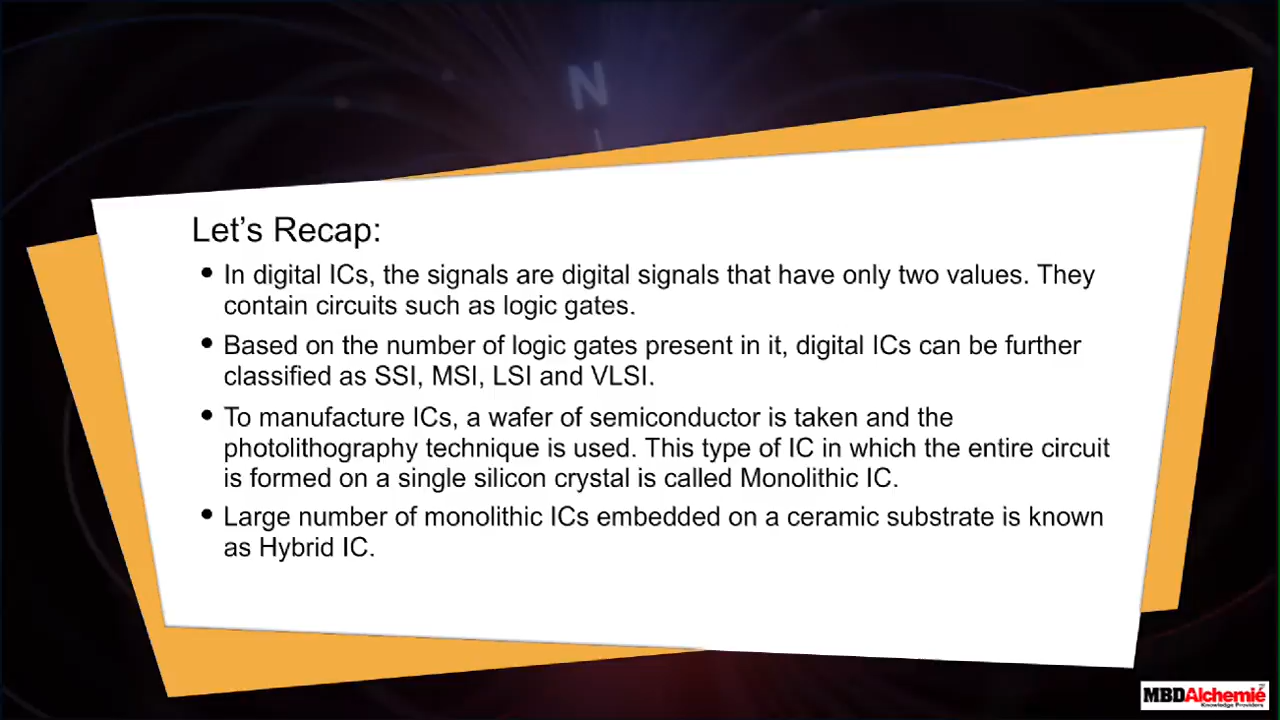 N
Let’s Recap:
• In digital ICs, the signals are digital signals that have only two values. They
contain circuits such as logic gates.
• Based on the number of logic gates present in it, digital ICs can be further
classified as SSI, MSI, LSI and VLSI.
• To manufacture ICs, a wafer of semiconductor is taken and the
photolithography technique is used. This type of IC in which the entire circuit
is formed on a single silicon crystal is called Monolithic IC.
• Large number of monolithic ICs embedded on a ceramic substrate is known
as Hybrid IC.
MBDAlchemié
Knowledge Providers